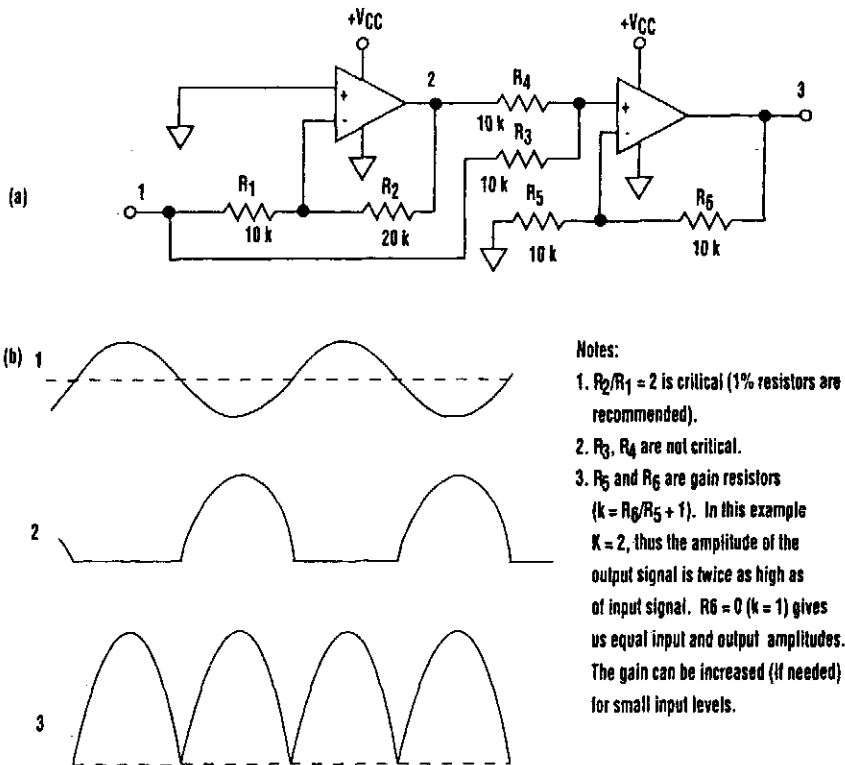 +VCC
+VCC
2
R4
3
+
-
10 k
R3
+
-
(a)
1
R1
R2
10 k
R5
R6
10 k
20 k
10 k
10 k
(b) 1
2
3
Notes:
1. R2/R1 = 2 is critical (1% resistors are
recommended).
2. R3, R4 are not critical.
3. R5 and R6 are gain resistors
(k = R6/R5 + 1). In this example
K = 2, thus the amplitude of the
output signal is twice as high as
of input signal. R6 = 0 (k = 1) gives
us equal input and output amplitudes.
The gain can be increased (if needed)
for small input levels.